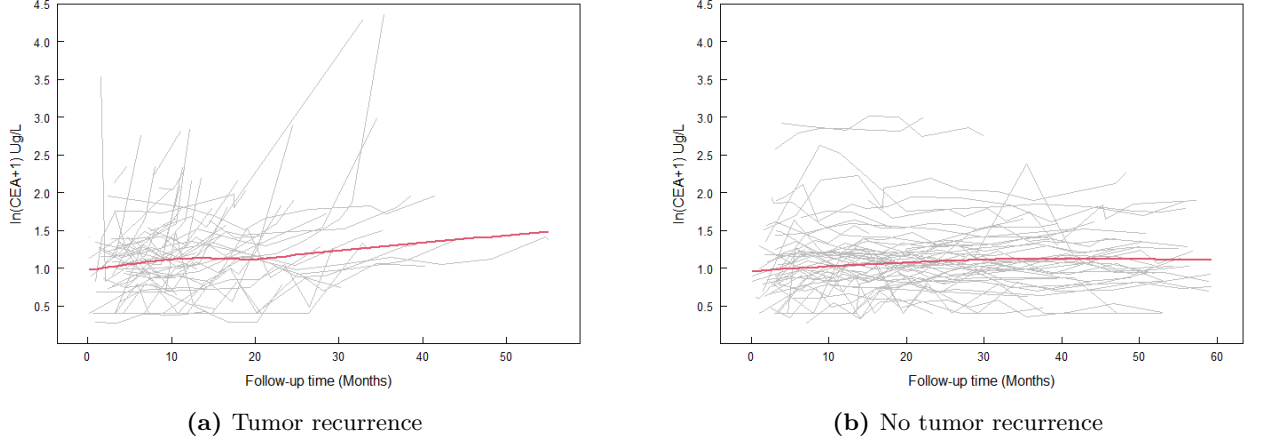 4.5
4.0
3.5
3.0
2.5
2.0
1.5
1.0
0.5
ln(CEA+1) Ug/L
0 10 20 30 40 50
Follow-up time (Months)
(a) Tumor recurrence
4.5
4.0
3.5
3.0
2.5
2.0
1.5
1.0
0.5
ln(CEA+1) Ug/L
0 10 20 30 40 50 60
Follow-up time (Months)
(b) No tumor recurrence